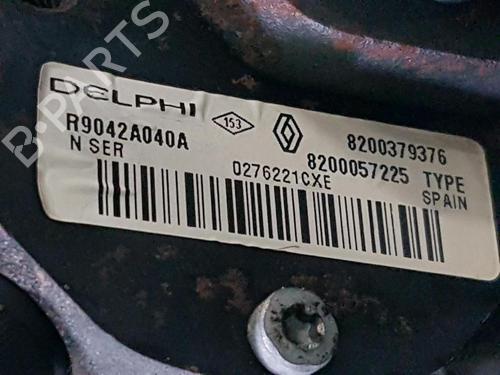 DELPHI
153
8200379376
R9042A040A
8200057225 TYPE
N SER
0276221CXE
SPAIN
B-PARTS